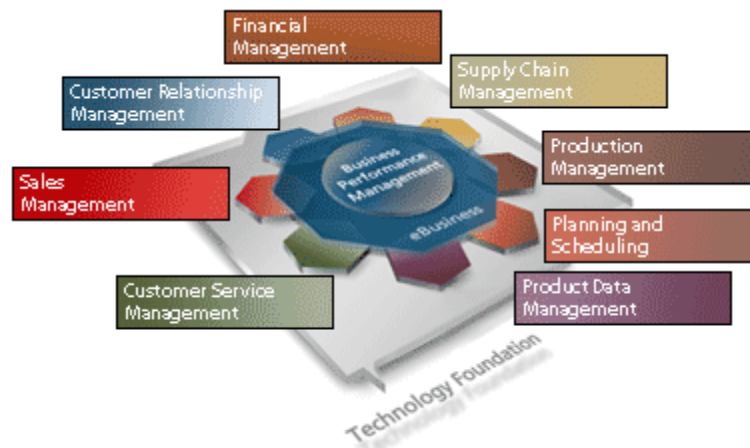 Financial
Management
Supply Chain
Management
Customer Relationship
Management
Business
Performance
Management
Production
Management
Sales
Management
eBusiness
Planning and
Scheduling
Customer Service
Management
Product Data
Management
Technology Foundation